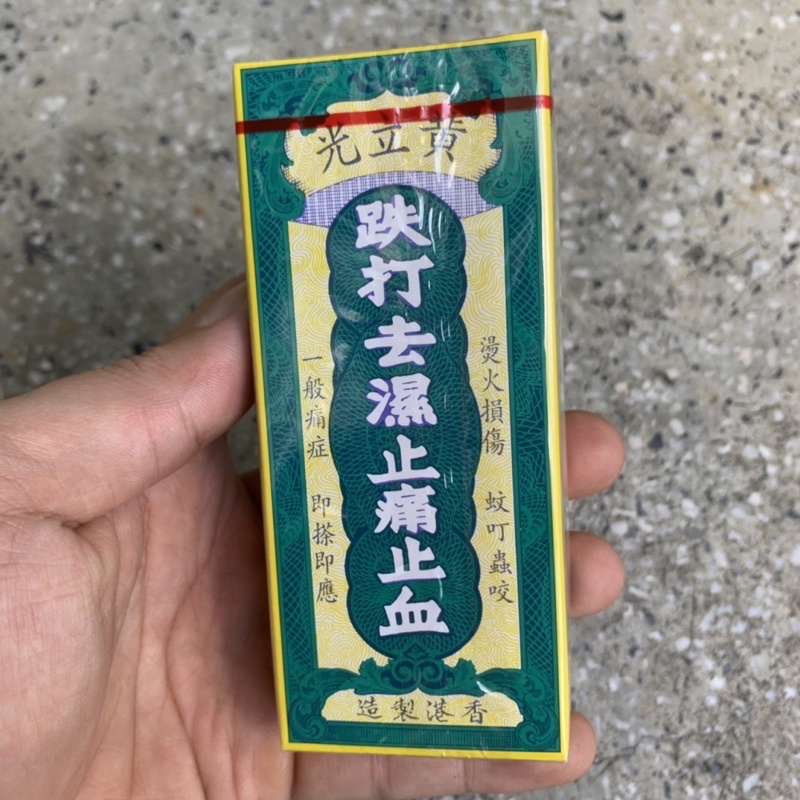 黃立光
跌打去濕止痛止血
燙火損傷 蚊叮蟲咬
一般痛症 即搽即應
香港製造